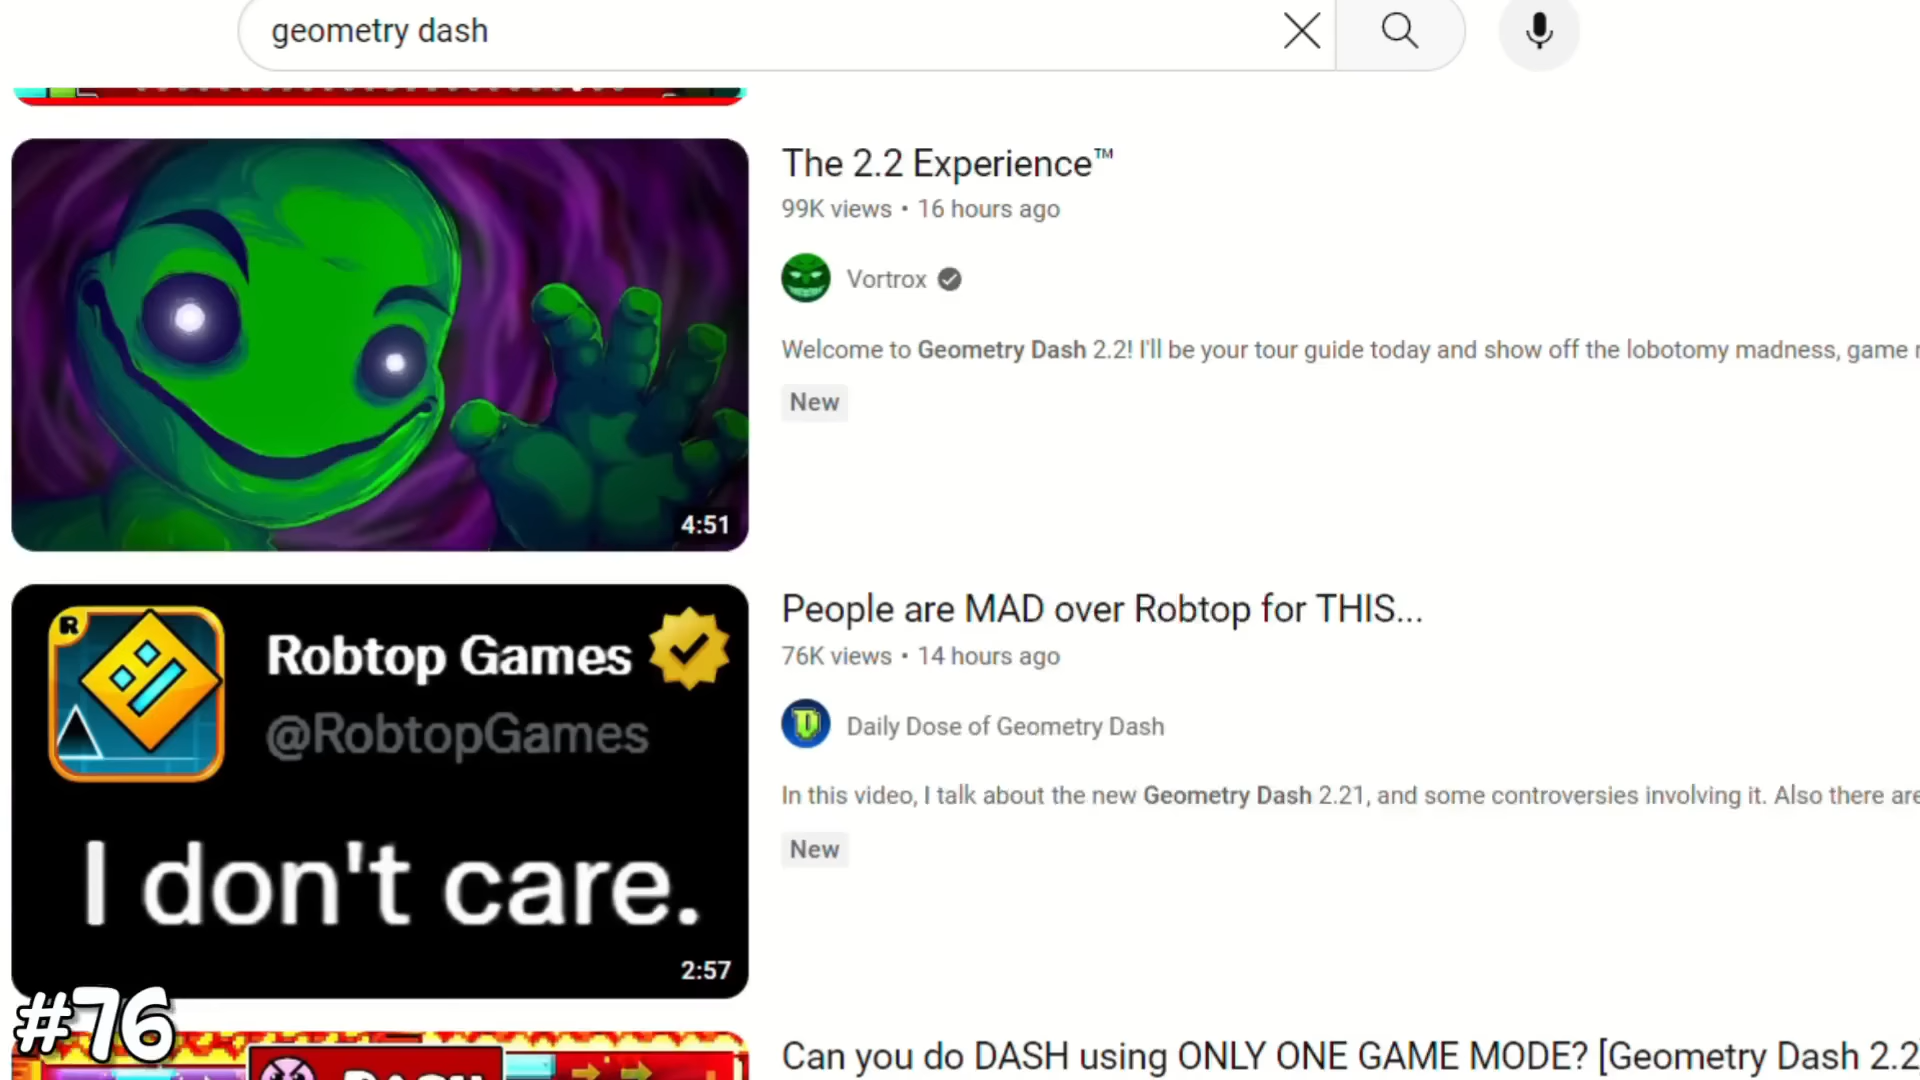 geometry dash
The 2.2 Experience™
99K views • 16 hours ago
Vortrox
Welcome to Geometry Dash 2.2! I'll be your tour guide today and show off the lobotomy madness, game
New
4:51
R
Robtop Games
@RobtopGames
I don't care.
2:57
People are MAD over Robtop for THIS...
76K views • 14 hours ago
Daily Dose of Geometry Dash
In this video, I talk about the new Geometry Dash 2.21, and some controversies involving it. Also there are
New
#76
DASH
Can you do DASH using ONLY ONE GAME MODE? [Geometry Dash 2.2